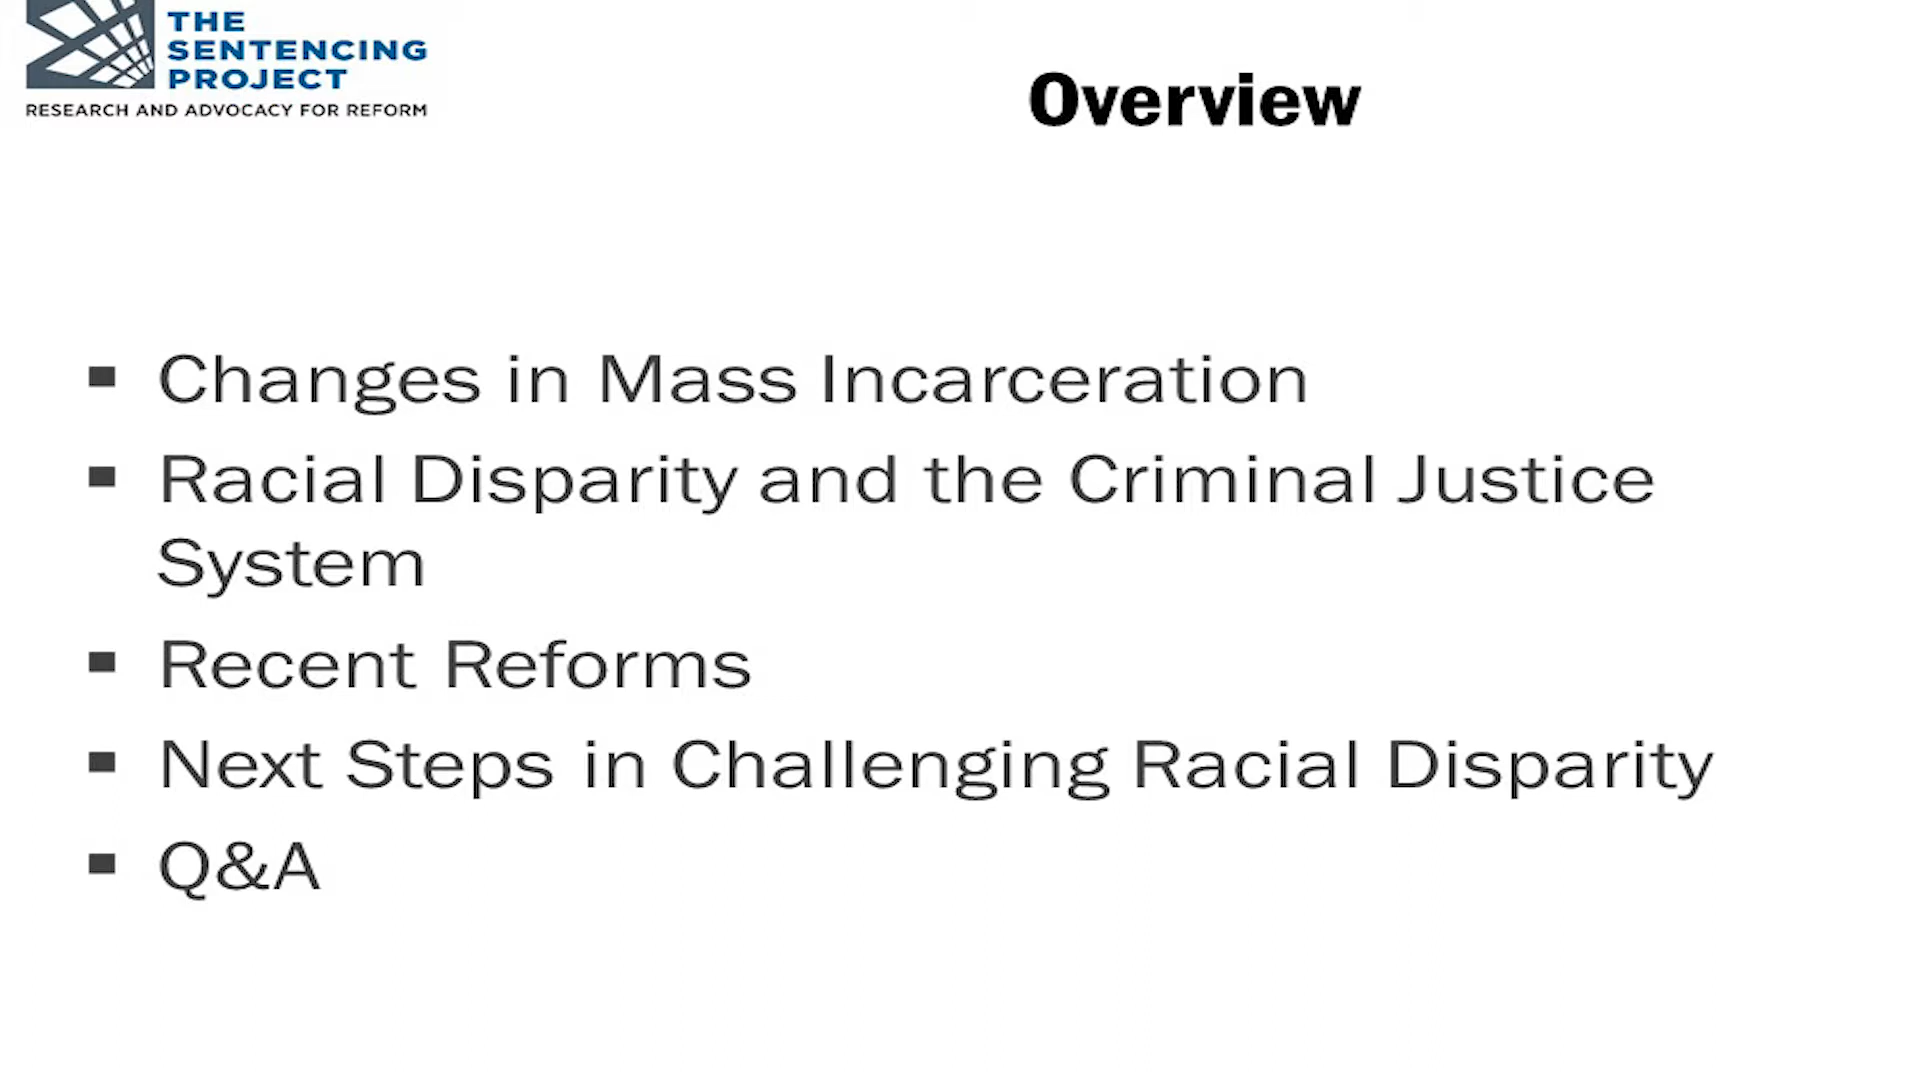 THE
SENTENCING
PROJECT
RESEARCH AND ADVOCACY FOR REFORM
Overview
▪ Changes in Mass Incarceration
▪ Racial Disparity and the Criminal Justice
System
▪ Recent Reforms
▪ Next Steps in Challenging Racial Disparity
▪ Q&A